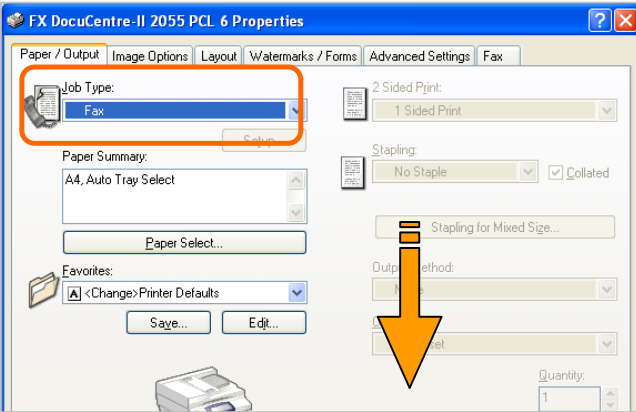 FX DocuCentre-II 2055 PCL 6 Properties
Paper / Output Image Options Layout Watermarks / Forms Advanced Settings Fax
Job Type:
Fax
Setup...
Paper Summary:
A4, Auto Tray Select
Paper Select...
Favorites:
A <Change>Printer Defaults
Save... Edit...
2 Sided Print:
1 Sided Print
Stapling:
No Staple
Collated
Stapling for Mixed Size...
Quantity:
1